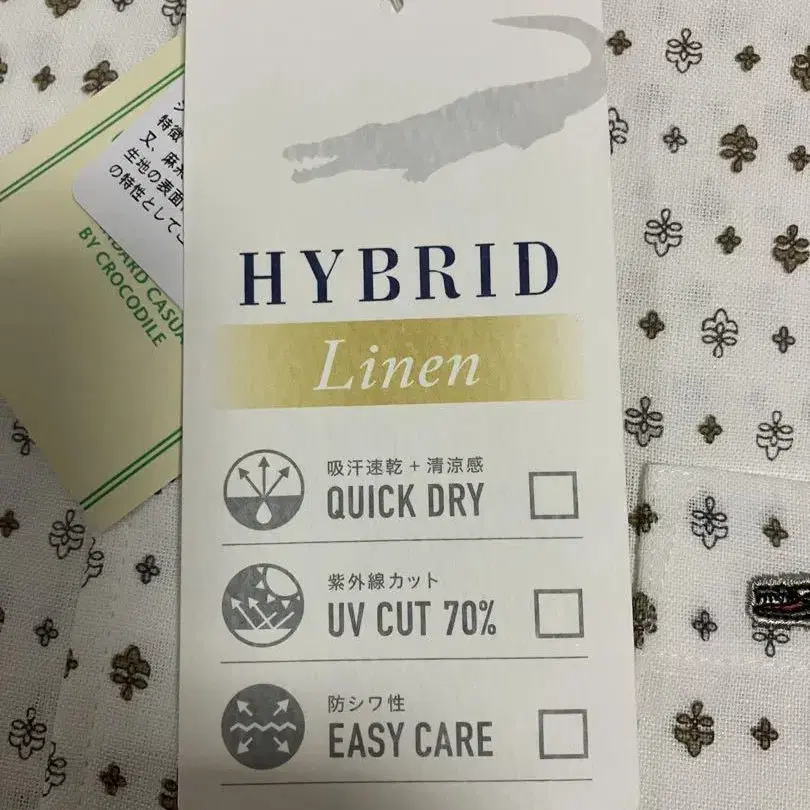 HYBRID
Linen
吸汗速乾 + 清涼感
QUICK DRY
紫外線カット
UV CUT 70%
防シワ性
EASY CARE
特徴
又、麻
生地の表面
の特性として
CASUA
BY CROCODILE